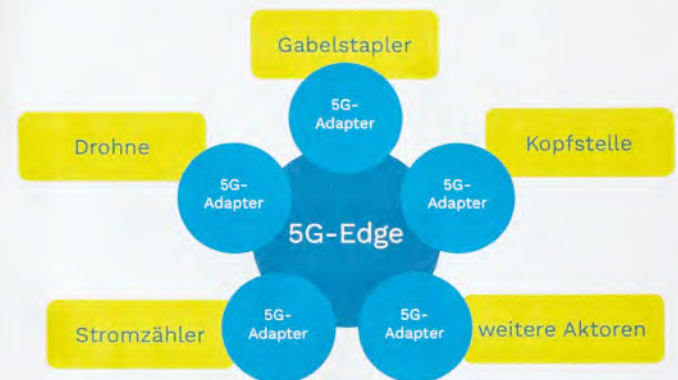 Gabelstapler
5G-
Adapter
Drohne
5G-
Adapter
Kopfstelle
5G-
Adapter
5G-Edge
Stromzähler
5G-
Adapter
5G-
Adapter
weitere Aktoren